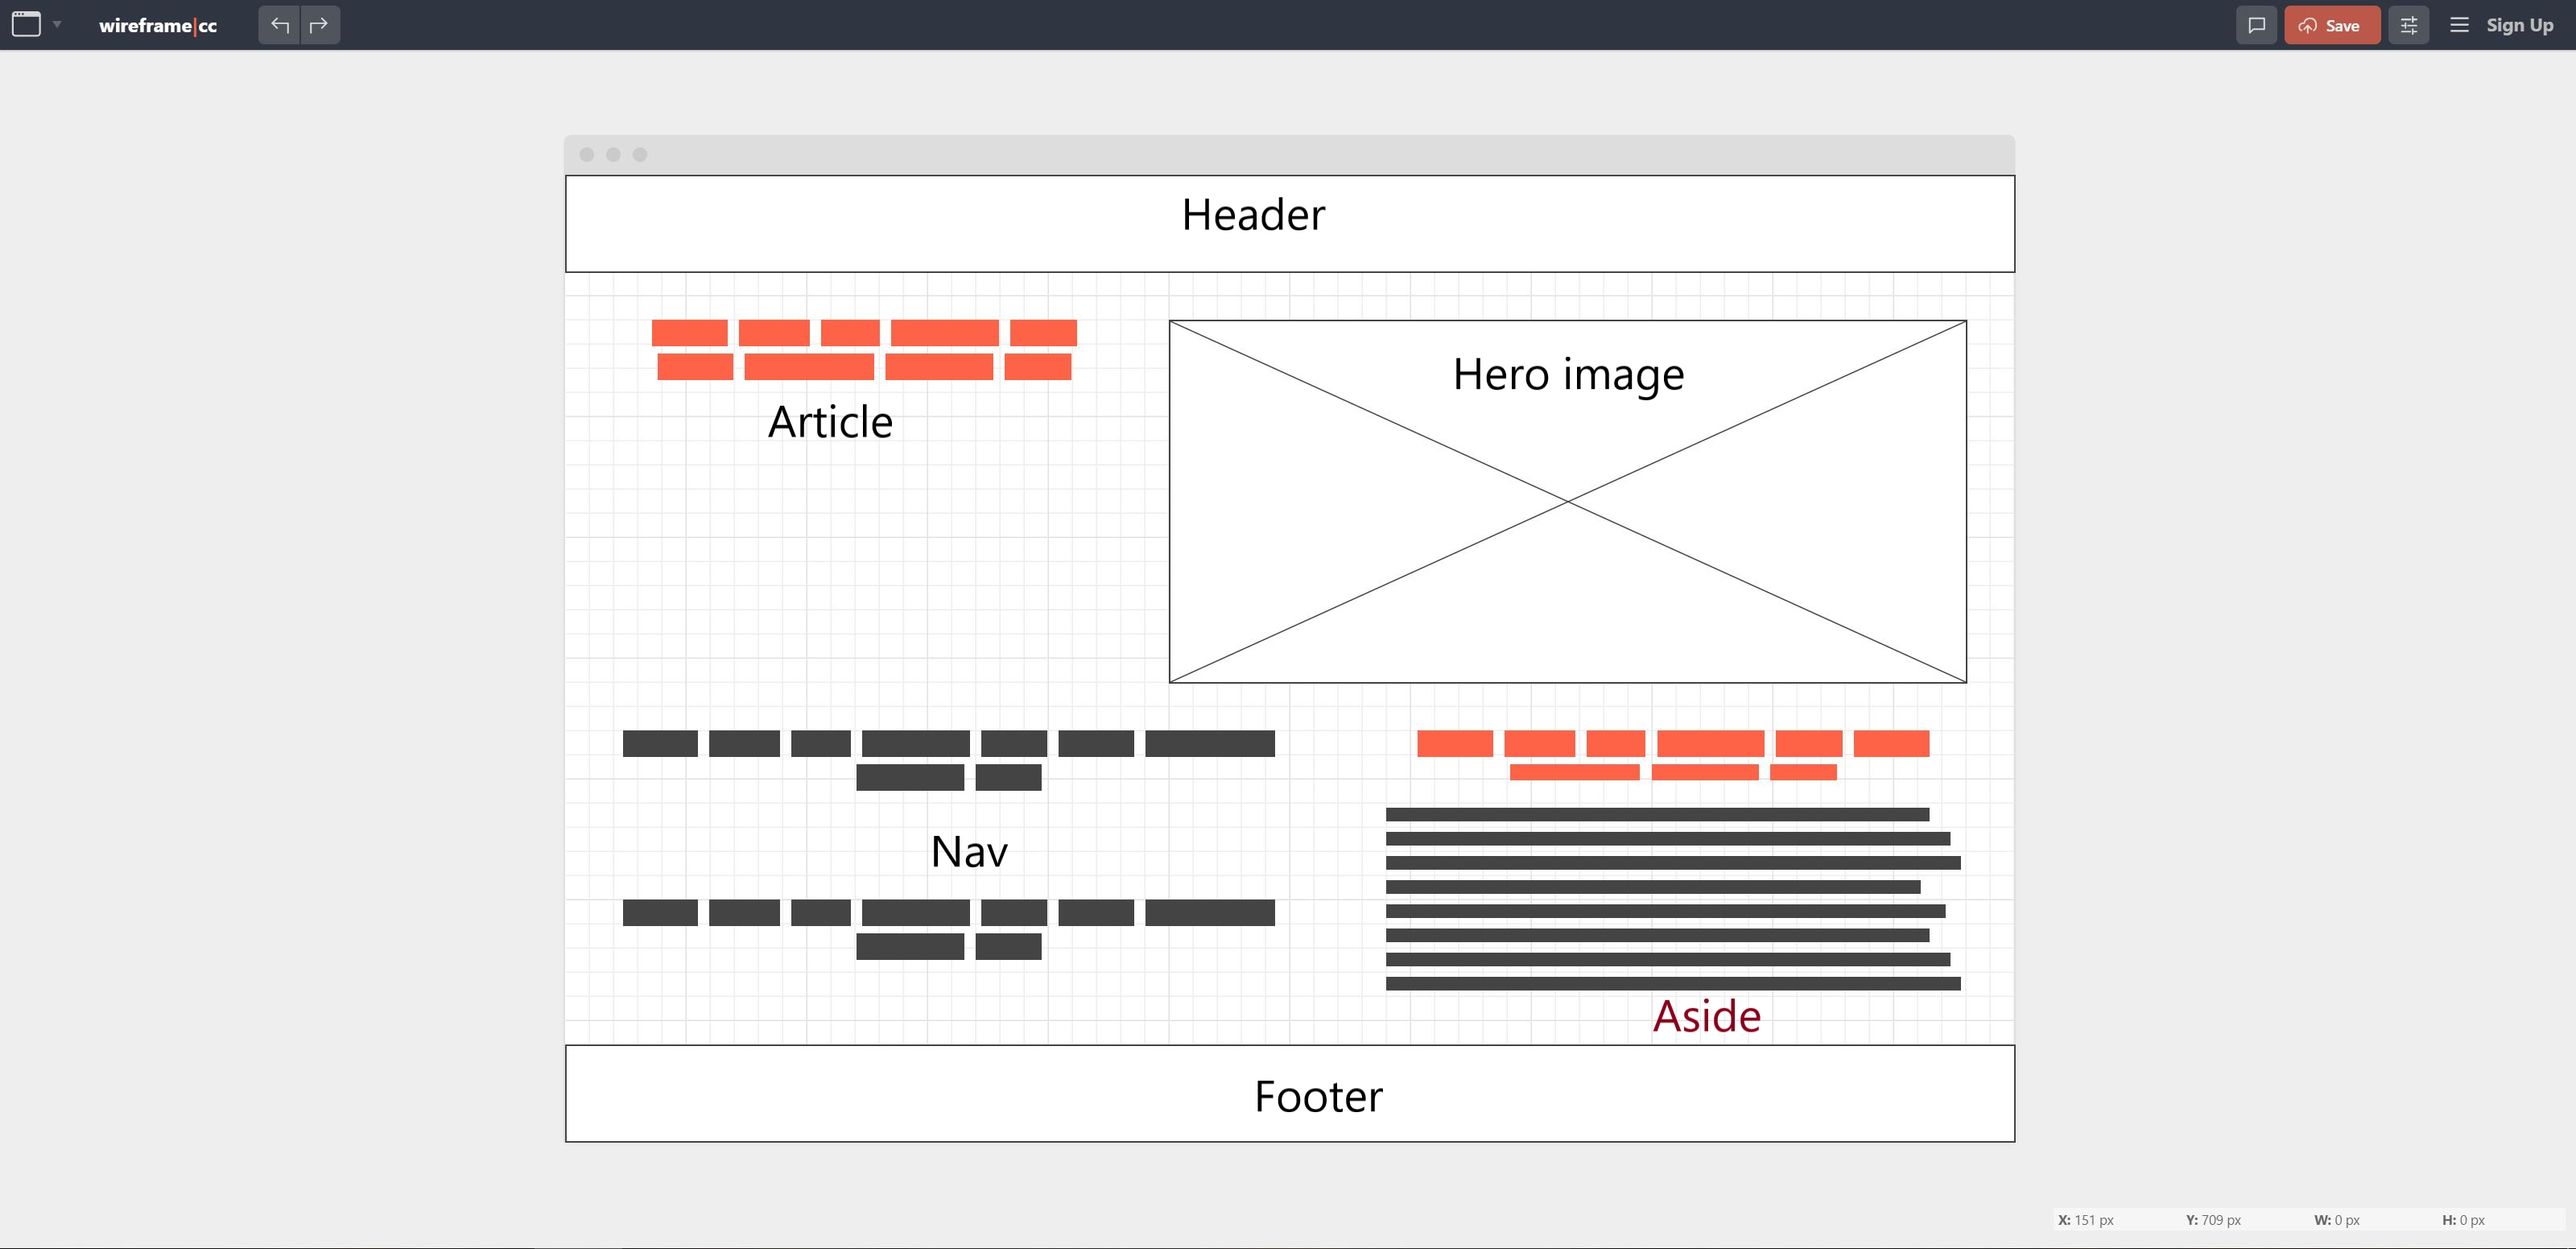 wireframe|cc
Save
Sign Up
Header
Hero image
Article
Nav
Aside
Footer
X: 151 px Y: 709 px W: 0 px H: 0 px